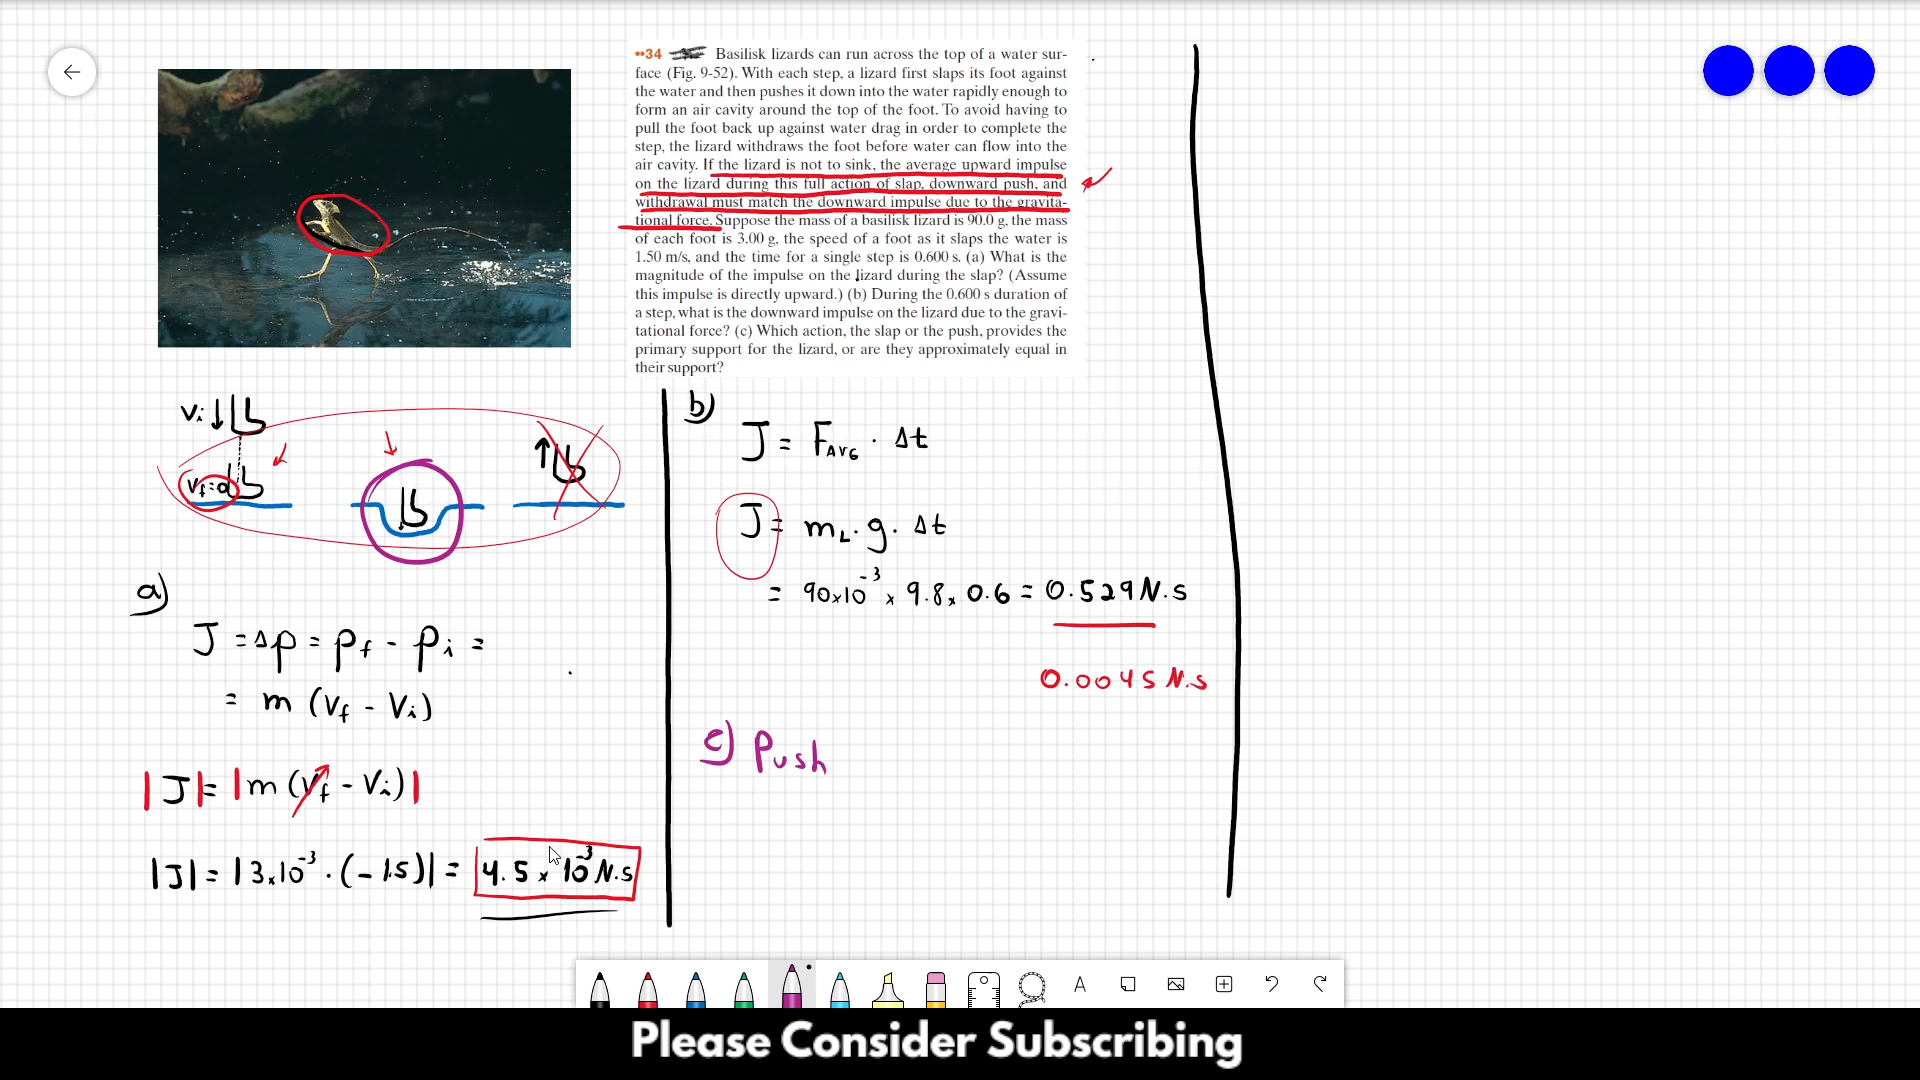 ••34 Basilisk lizards can run across the top of a water sur-
face (Fig. 9-52). With each step, a lizard first slaps its foot against
the water and then pushes it down into the water rapidly enough to
form an air cavity around the top of the foot. To avoid having to
pull the foot back up against water drag in order to complete the
step, the lizard withdraws the foot before water can flow into the
air cavity. If the lizard is not to sink, the average upward impulse
on the lizard during this full action of slap, downward push, and
withdrawal must match the downward impulse due to the gravita-
tional force. Suppose the mass of a basilisk lizard is 90.0 g, the mass
of each foot is 3.00 g, the speed of a foot as it slaps the water is
1.50 m/s, and the time for a single step is 0.600 s. (a) What is the
magnitude of the impulse on the lizard during the slap? (Assume
this impulse is directly upward.) (b) During the 0.600 s duration of
a step, what is the downward impulse on the lizard due to the gravi-
tational force? (c) Which action, the slap or the push, provides the
primary support for the lizard, or are they approximately equal in
their support?
Vi ↓
Vf=0
a)
J = Δp = Pf - Pi =
= m (Vf - Vi)
|J| = |m (Vf - Vi)|
|J| = |3x10⁻³ · (-1.5)| = 4.5 x 10⁻³ N.s
b)
J = FAVG · Δt
J = mL · g · Δt
= 90x10⁻³ x 9.8 x 0.6 = 0.529 N.s
0.0045 N.s
c) Push
A
Please Consider Subscribing